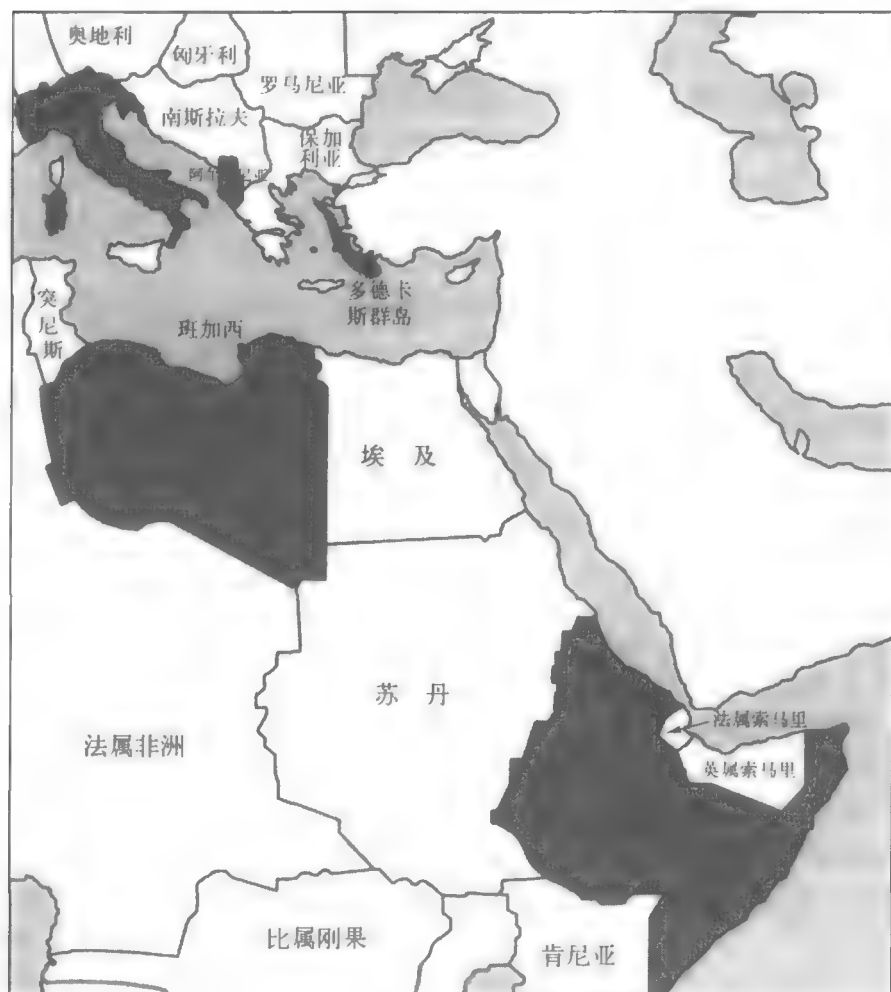 奥地利
匈牙利
罗马尼亚
南斯拉夫
保加
利亚
阿
亚
多德卡
斯群岛
突
尼
斯
班加西
埃及
苏丹
法属索马里
法属非洲
英属索马里
比属刚果
肯尼亚